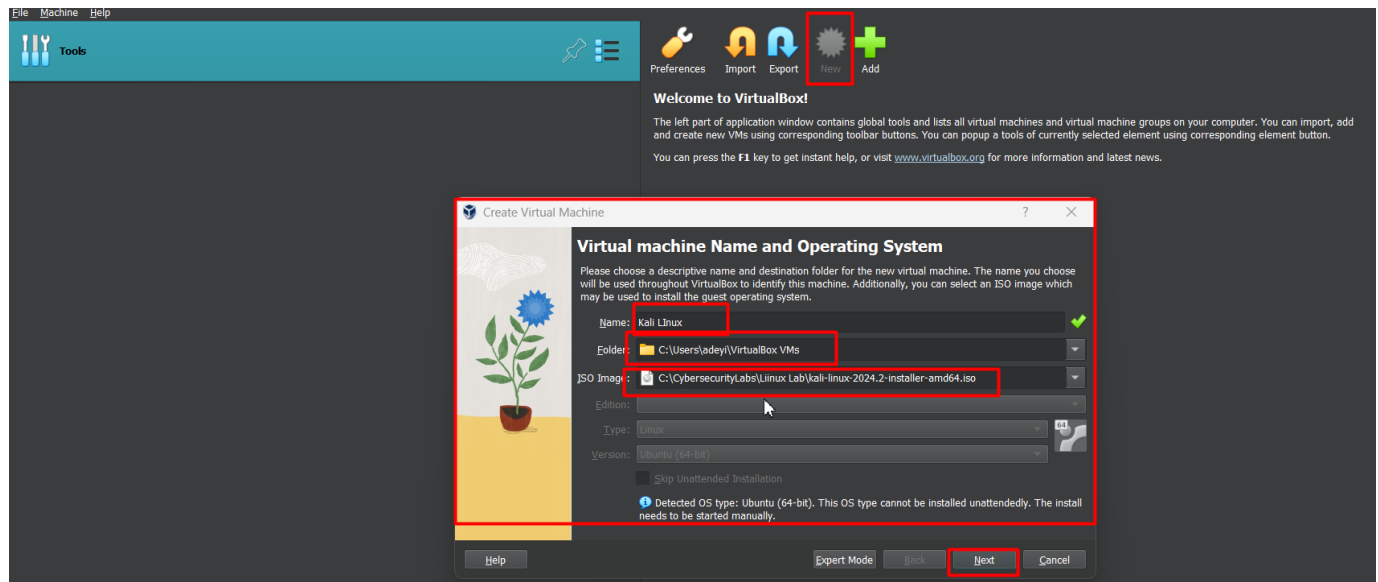 File Machine Help
Tools
Preferences Import Export New Add
Welcome to VirtualBox!
The left part of application window contains global tools and lists all virtual machines and virtual machine groups on your computer. You can import, add
and create new VMs using corresponding toolbar buttons. You can popup a tools of currently selected element using corresponding element button.
You can press the F1 key to get instant help, or visit www.virtualbox.org for more information and latest news.
Create Virtual Machine ?
Virtual machine Name and Operating System
Please choose a descriptive name and destination folder for the new virtual machine. The name you choose
will be used throughout VirtualBox to identify this machine. Additionally, you can select an ISO image which
may be used to install the guest operating system.
Name: Kali LInux
Folder: C:\Users\adeyi\VirtualBox VMs
ISO Image: C:\CybersecurityLabs\Liinux Lab\kali-linux-2024.2-installer-amd64.iso
Edition:
Type: Linux
64
Version: Ubuntu (64-bit)
Skip Unattended Installation
Detected OS type: Ubuntu (64-bit). This OS type cannot be installed unattendedly. The install
needs to be started manually.
Help Expert Mode Back Next Cancel